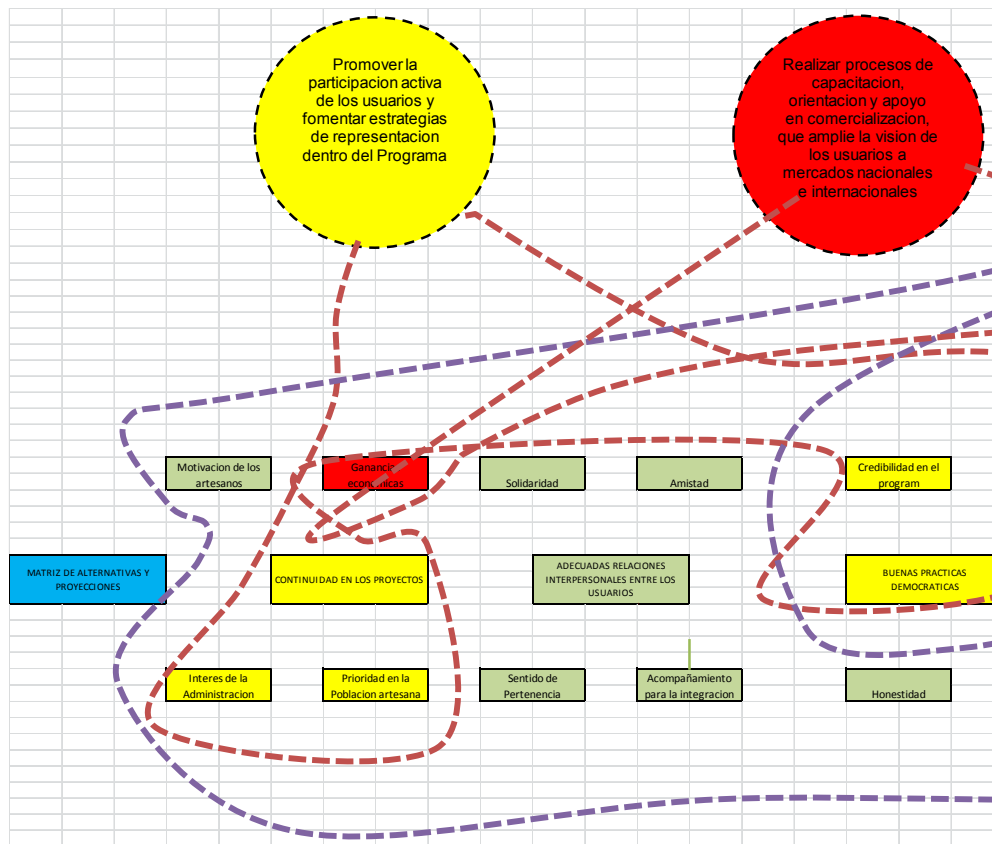 Promover la
participacion activa
de los usuarios y
fomentar estrategias
de representacion
dentro del Programa
Realizar procesos de
capacitacion,
orientacion y apoyo
en comercializacion,
que amplie la vision de
los usuarios a
mercados nacionales
e internacionales
Motivacion de los
artesanos
Ganancias
economicas
Solidaridad
Amistad
Credibilidad en el
program
MATRIZ DE ALTERNATIVAS Y
PROYECCIONES
CONTINUIDAD EN LOS PROYECTOS
ADECUADAS RELACIONES
INTERPERSONALES ENTRE LOS
USUARIOS
BUENAS PRACTICAS
DEMOCRATICAS
Interes de la
Administracion
Prioridad en la
Poblacion artesana
Sentido de
Pertenencia
Acompañamiento
para la integracion
Honestidad